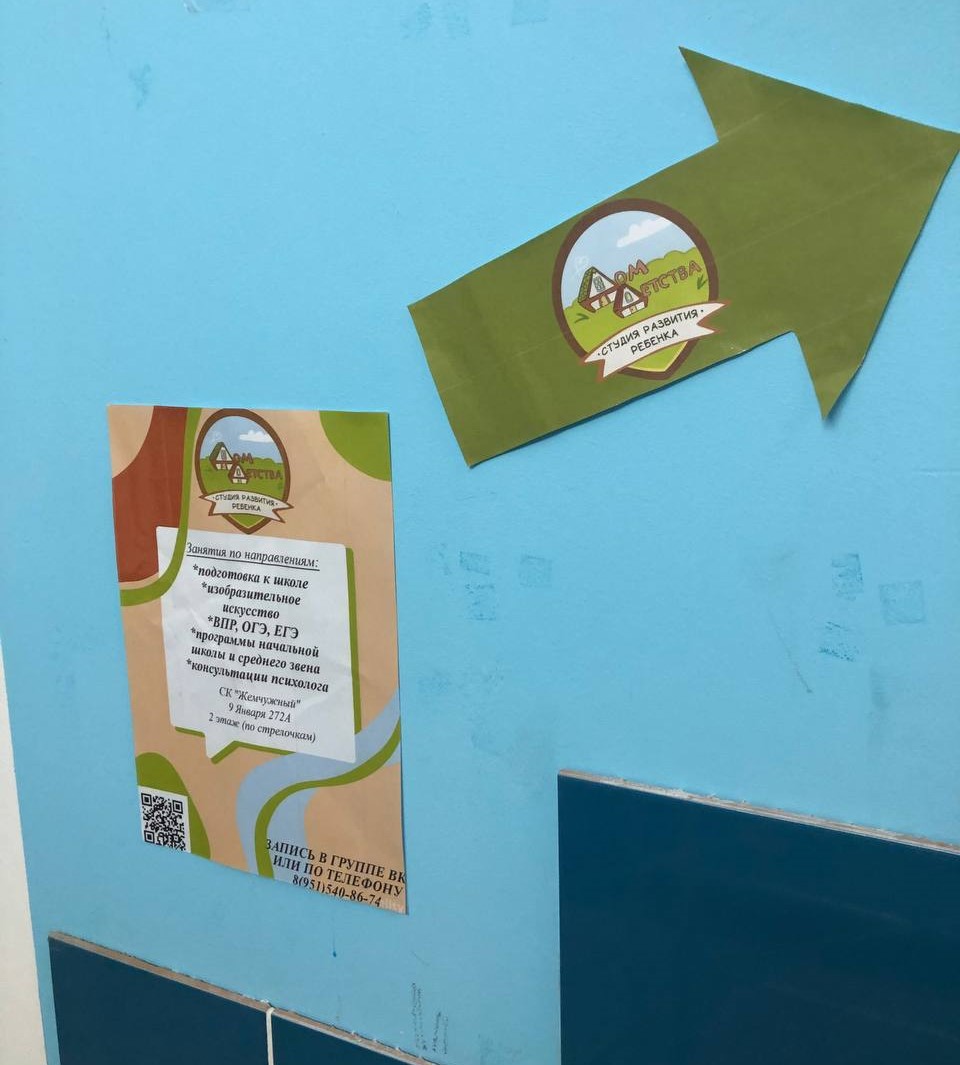 Дом
Детства
·СТУДИЯ РАЗВИТИЯ·
РЕБЕНКА
Дом
Детства
·СТУДИЯ РАЗВИТИЯ·
РЕБЕНКА
Занятия по направлениям:
*подготовка к школе
*изобразительное
искусство
*ВПР, ОГЭ, ЕГЭ
*программы начальной
школы и среднего звена
*консультации психолога
СК "Жемчужный"
9 Января 272А
2 этаж (по стрелочкам)
ЗАПИСЬ В ГРУППЕ ВК
ИЛИ ПО ТЕЛЕФОНУ
8(951)540-86-74